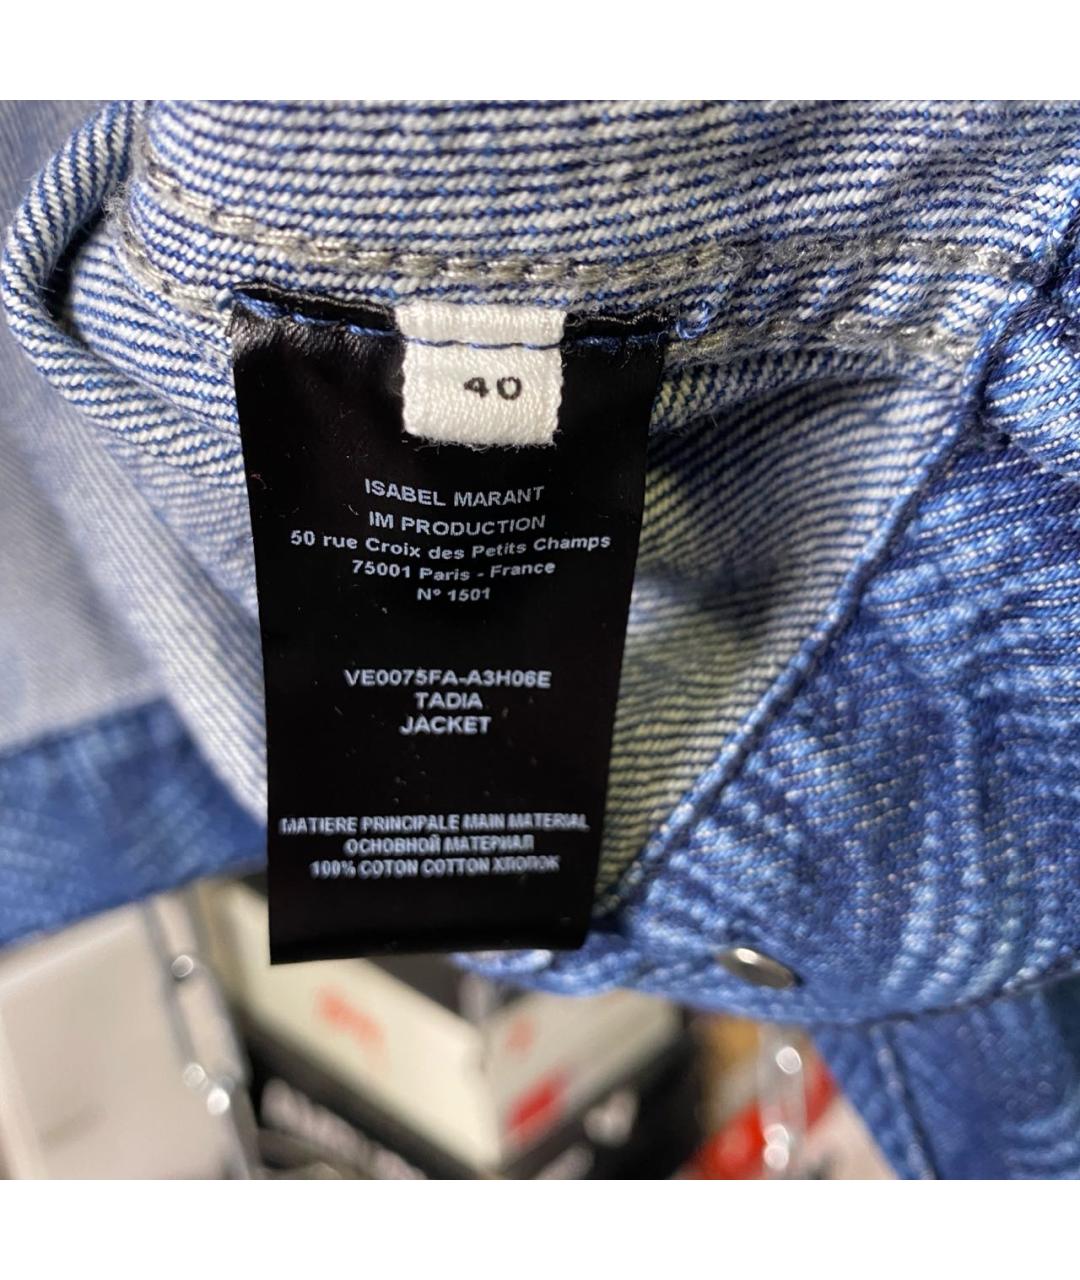 40
ISABEL MARANT
IM PRODUCTION
50 rue Croix des Petits Champs
75001 Paris - France
N° 1501
VE0075FA-A3H06E
TADIA
JACKET
MATIERE PRINCIPALE MAIN MATERIAL
ОСНОВНОЙ МАТЕРИАЛ
100% COTON COTTON ХЛОПОК